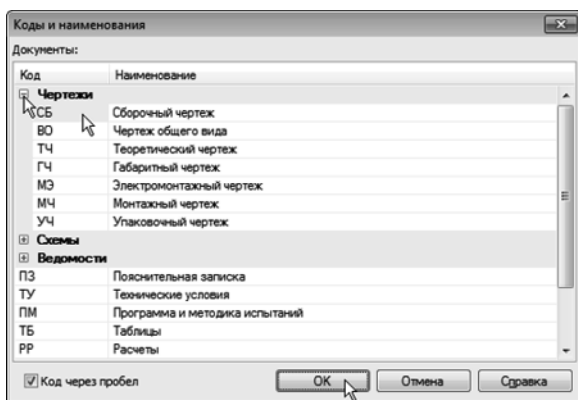 Коды и наименования
Документы:
Код Наименование
Чертежи
СБ Сборочный чертеж
ВО Чертеж общего вида
ТЧ Теоретический чертеж
ГЧ Габаритный чертеж
МЭ Электромонтажный чертеж
МЧ Монтажный чертеж
УЧ Упаковочный чертеж
Схемы
Ведомости
ПЗ Пояснительная записка
ТУ Технические условия
ПМ Программа и методика испытаний
ТБ Таблицы
РР Расчеты
Код через пробел OK Отмена Справка